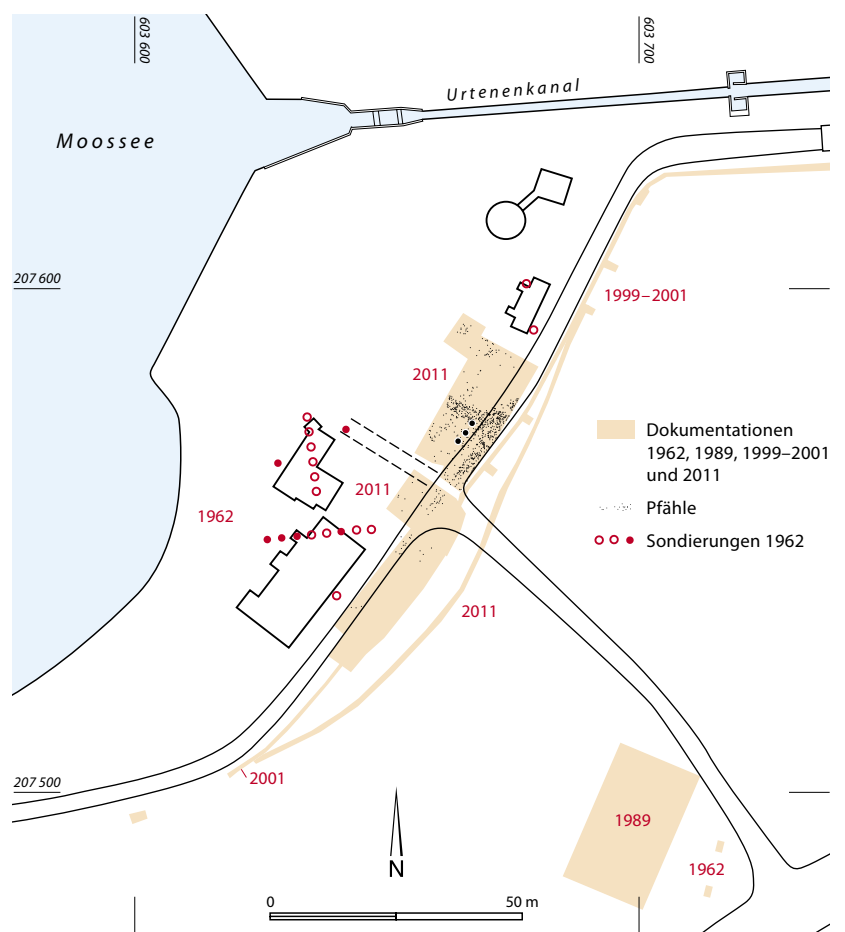 603 600
603 700
Urtenenkanal
Moossee
207 600
1999–2001
2011
Dokumentationen
1962, 1989, 1999–2001
und 2011
Pfähle
Sondierungen 1962
2011
1962
2011
207 500
2001
1989
1962
N
0
50 m